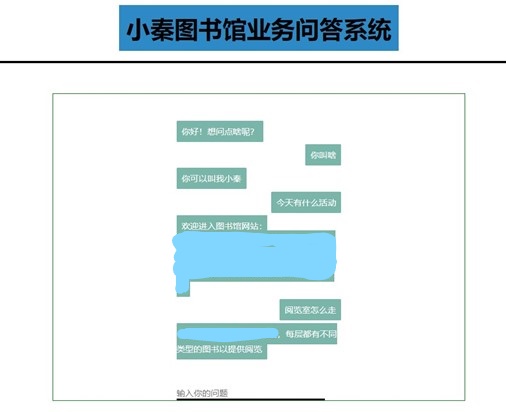 小秦图书馆业务问答系统
你好！想问点啥呢？
你叫啥
你可以叫我小秦
今天有什么活动
欢迎进入图书馆网站：
阅览室怎么走
，每层都有不同
类型的图书以提供阅览
输入你的问题